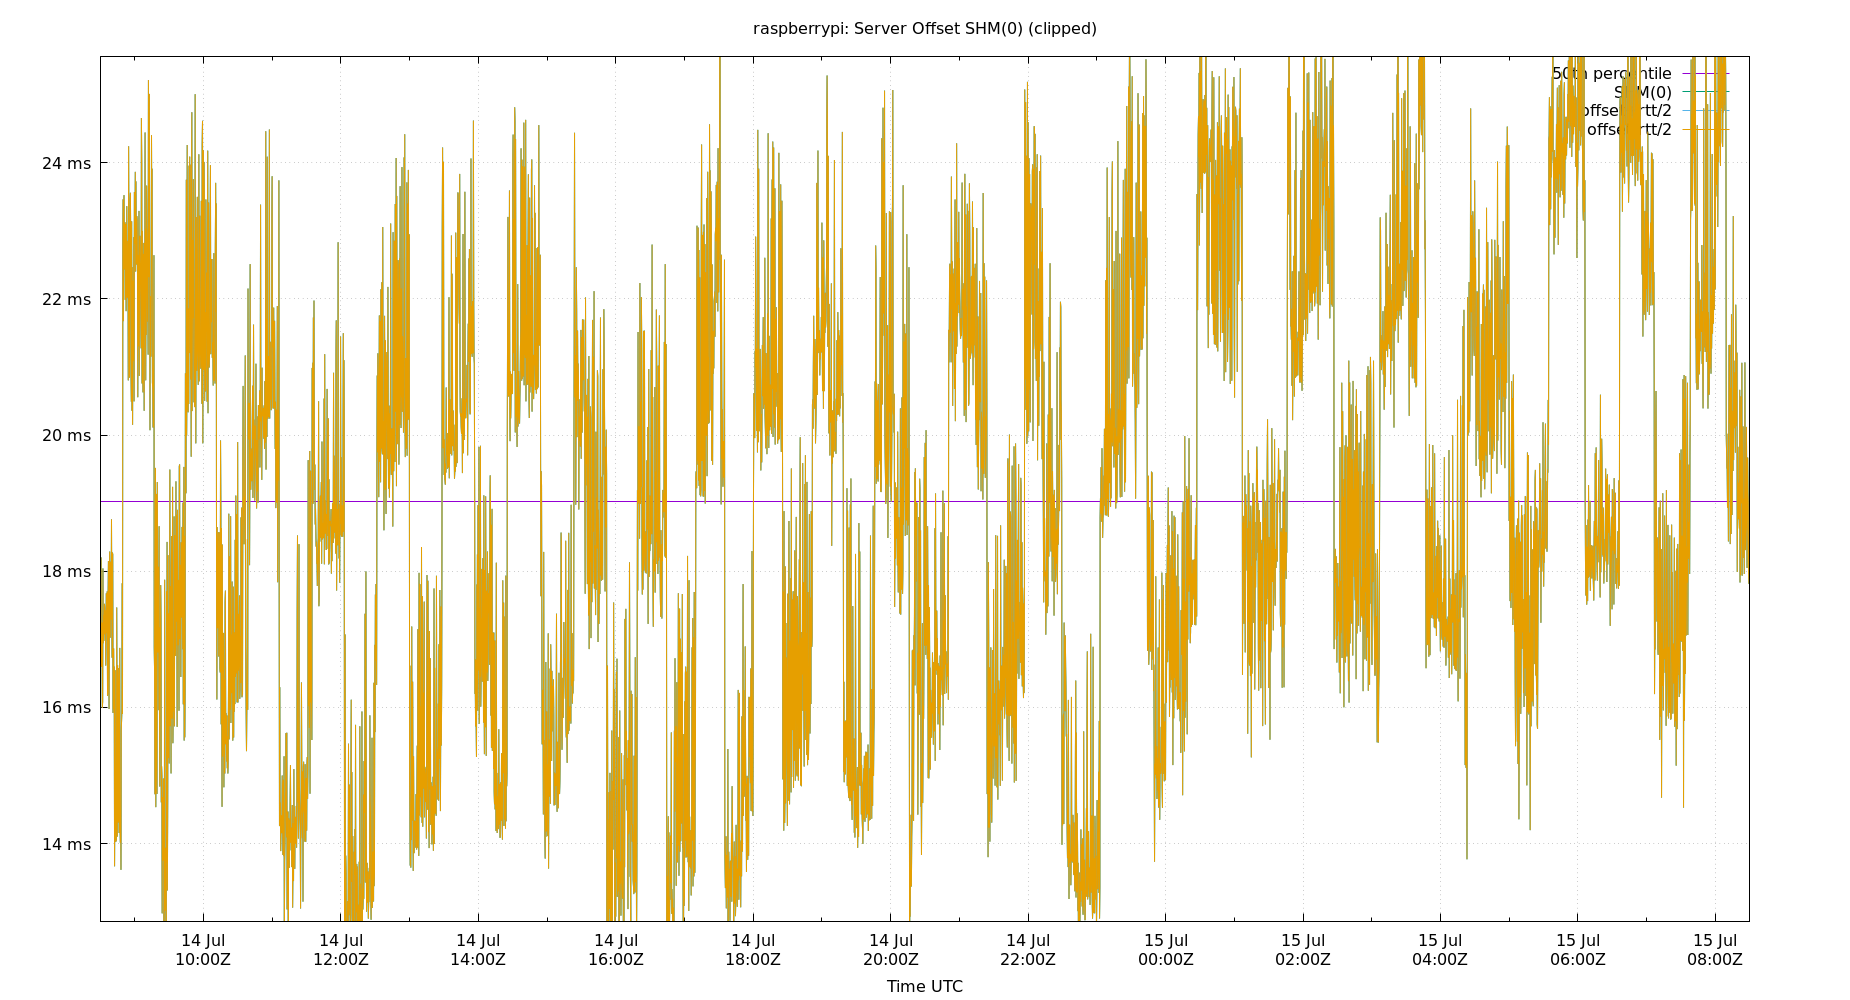 raspberrypi: Server Offset SHM(0) (clipped)
50th percentile
SHM(0)
offset rtt/2
offse rtt/2
24 ms
22 ms
20 ms
18 ms
16 ms
14 ms
14 Jul 14 Jul 14 Jul 14 Jul 14 Jul 14 Jul 14 Jul 15 Jul 15 Jul 15 Jul 15 Jul 15 Jul
10:00Z 12:00Z 14:00Z 16:00Z 18:00Z 20:00Z 22:00Z 00:00Z 02:00Z 04:00Z 06:00Z 08:00Z
Time UTC